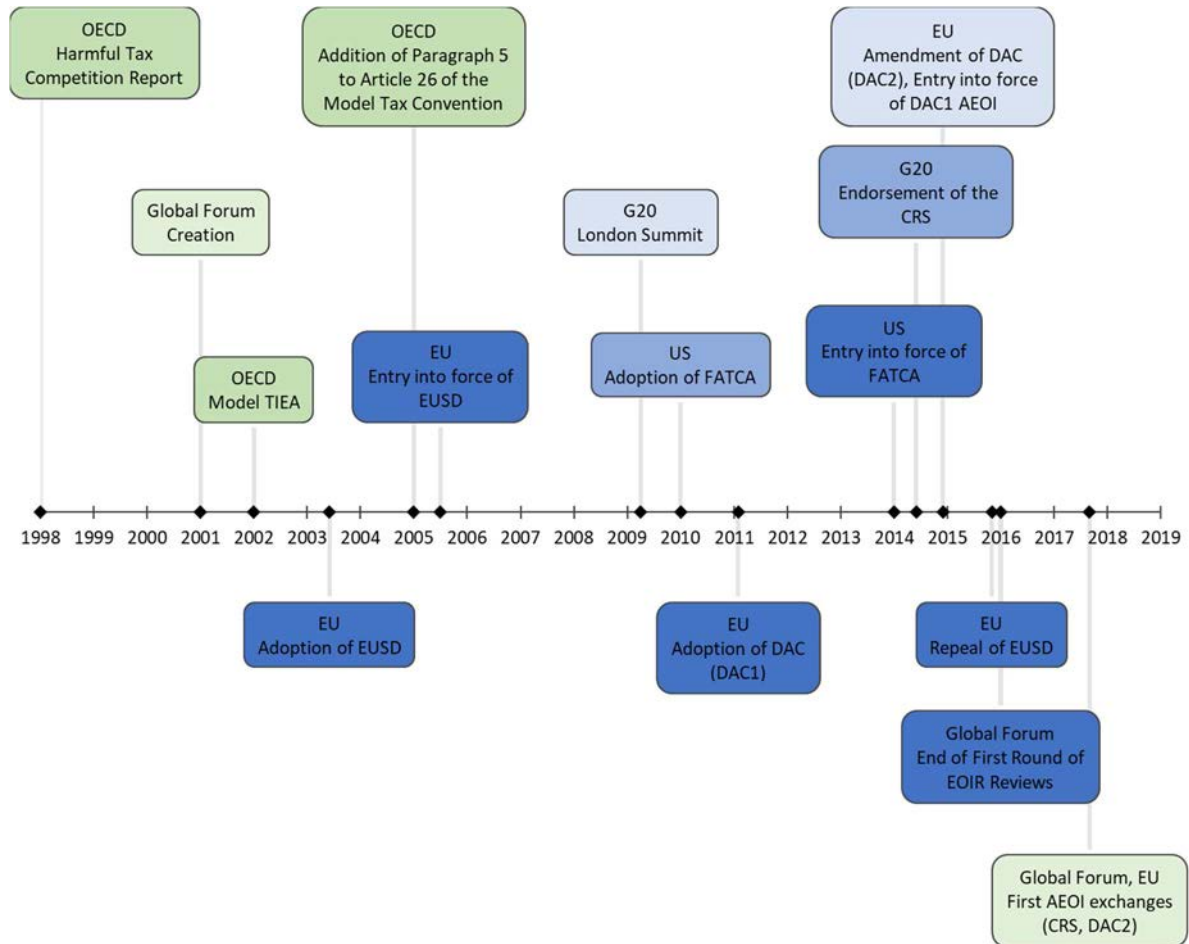 OECD
Harmful Tax
Competition Report
OECD
Addition of Paragraph 5
to Article 26 of the
Model Tax Convention
EU
Amendment of DAC
(DAC2), Entry into force
of DAC1 AEOI
Global Forum
Creation
G20
London Summit
G20
Endorsement of the
CRS
OECD
Model TIEA
EU
Entry into force of
EUSD
US
Adoption of FATCA
US
Entry into force of
FATCA
1998 1999 2000 2001 2002 2003 2004 2005 2006 2007 2008 2009 2010 2011 2012 2013 2014 2015 2016 2017 2018 2019
EU
Adoption of EUSD
EU
Adoption of DAC
(DAC1)
EU
Repeal of EUSD
Global Forum
End of First Round of
EOIR Reviews
Global Forum, EU
First AEOI exchanges
(CRS, DAC2)